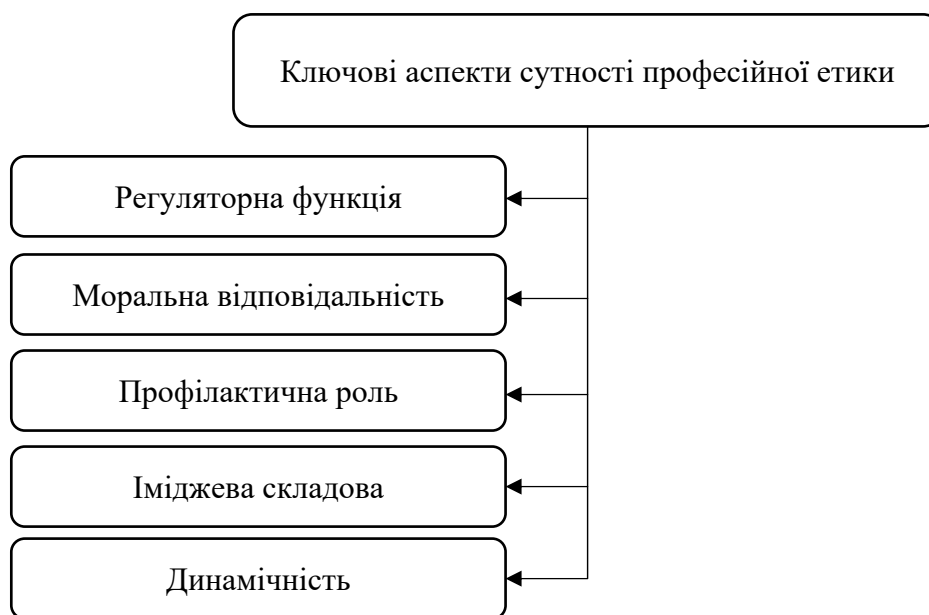 Ключові аспекти сутності професійної етики
Регуляторна функція
Моральна відповідальність
Профілактична роль
Іміджева складова
Динамічність